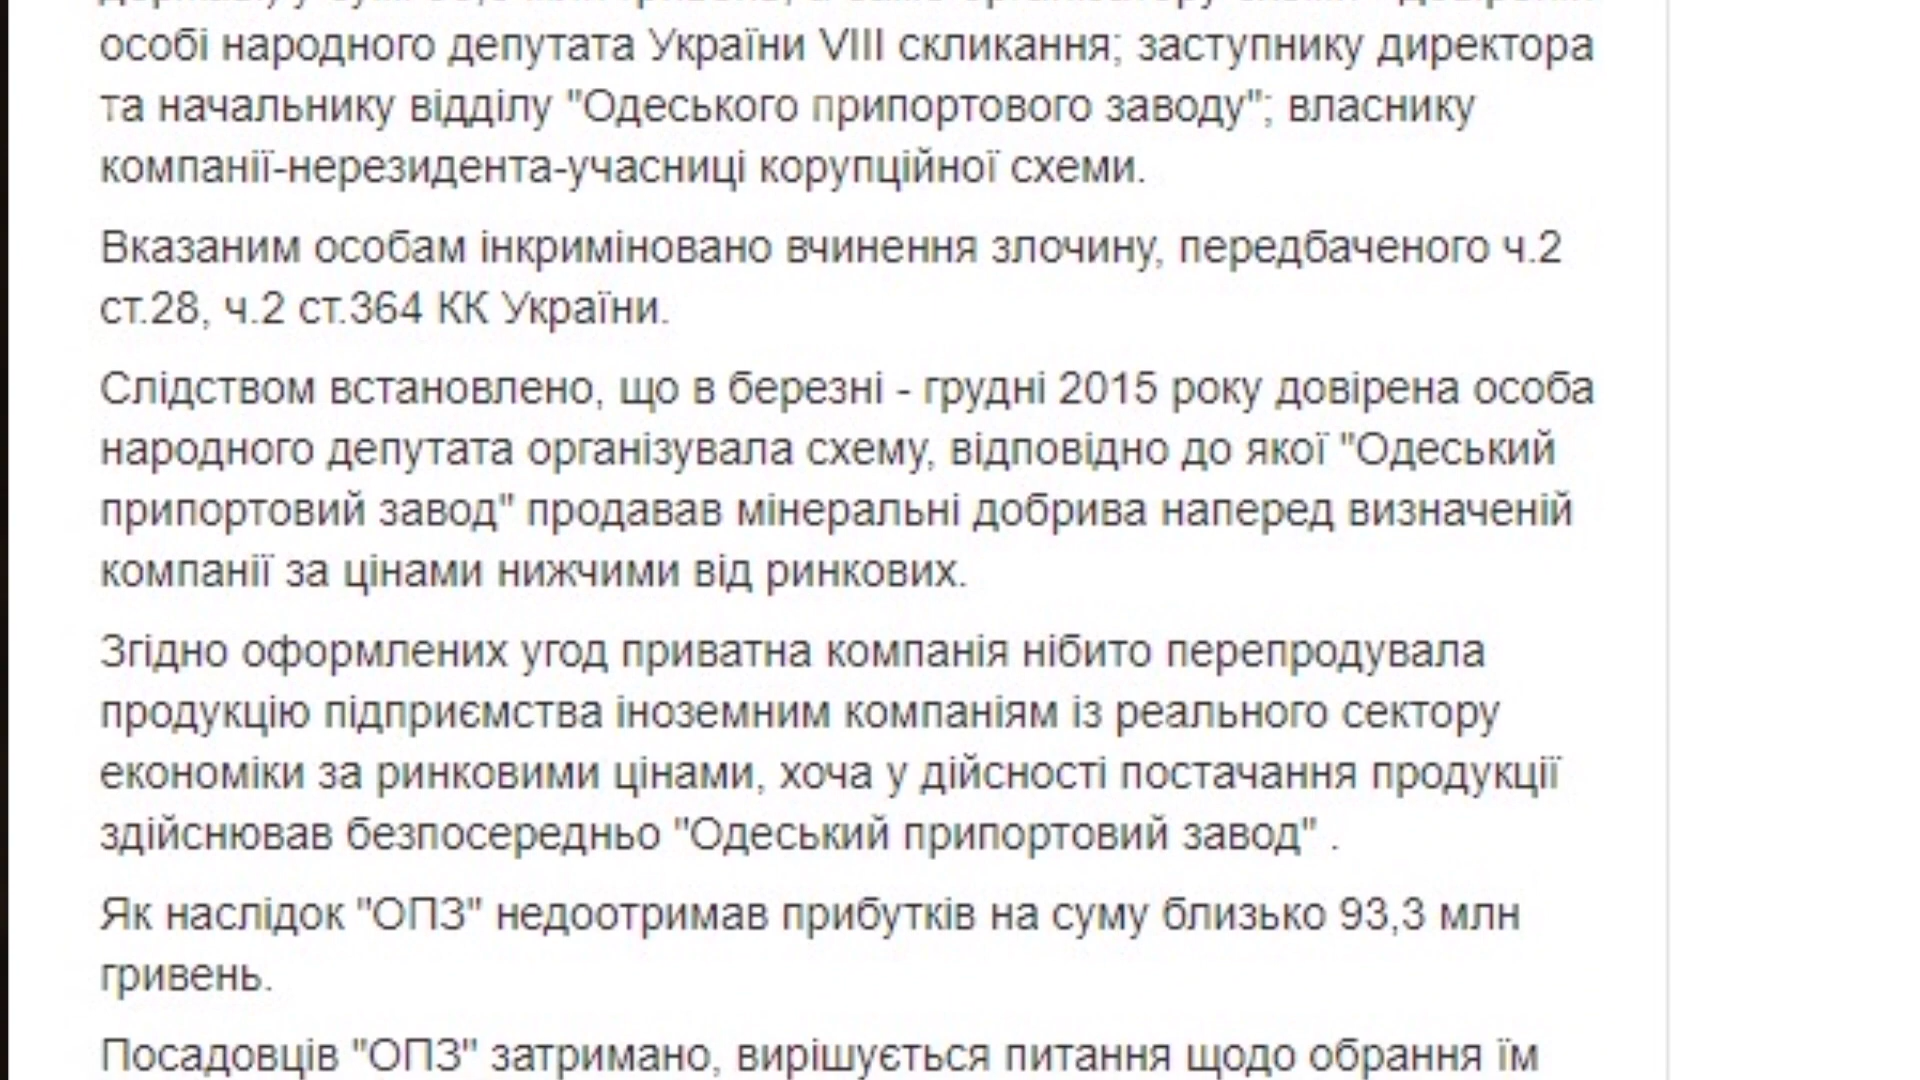 особі народного депутата України VIII скликання; заступнику директора
та начальнику відділу "Одеського припортового заводу"; власнику
компанії-нерезидента-учасниці корупційної схеми.
Вказаним особам інкриміновано вчинення злочину, передбаченого ч.2
ст.28, ч.2 ст.364 КК України.
Слідством встановлено, що в березні - грудні 2015 року довірена особа
народного депутата організувала схему, відповідно до якої "Одеський
припортовий завод" продавав мінеральні добрива наперед визначеній
компанії за цінами нижчими від ринкових.
Згідно оформлених угод приватна компанія нібито перепродувала
продукцію підприємства іноземним компаніям із реального сектору
економіки за ринковими цінами, хоча у дійсності постачання продукції
здійснював безпосередньо "Одеський припортовий завод" .
Як наслідок "ОПЗ" недоотримав прибутків на суму близько 93,3 млн
гривень.
Посадовців "ОПЗ" затримано, вирішується питання щодо обрання їм